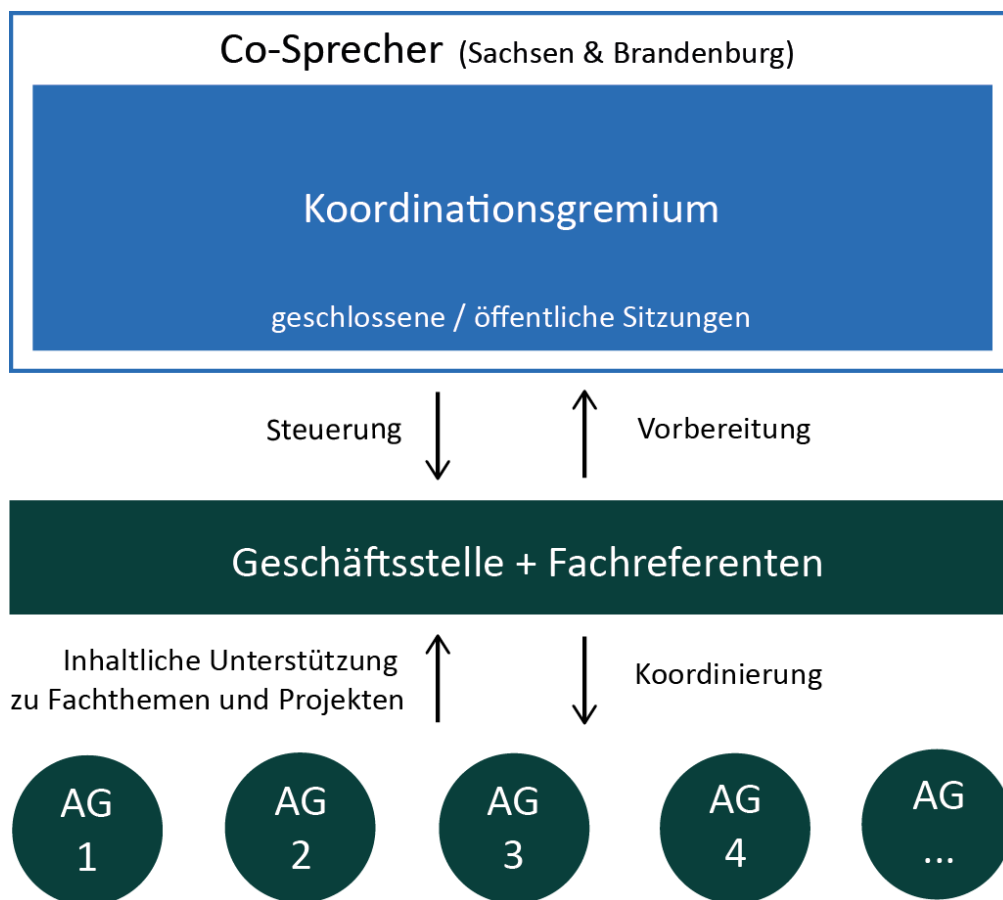 Co-Sprecher (Sachsen & Brandenburg)
Koordinationsgremium
geschlossene / öffentliche Sitzungen
Steuerung
Vorbereitung
Geschäftsstelle + Fachreferenten
Inhaltliche Unterstützung
zu Fachthemen und Projekten
Koordinierung
AG
1
AG
2
AG
3
AG
4
AG
...